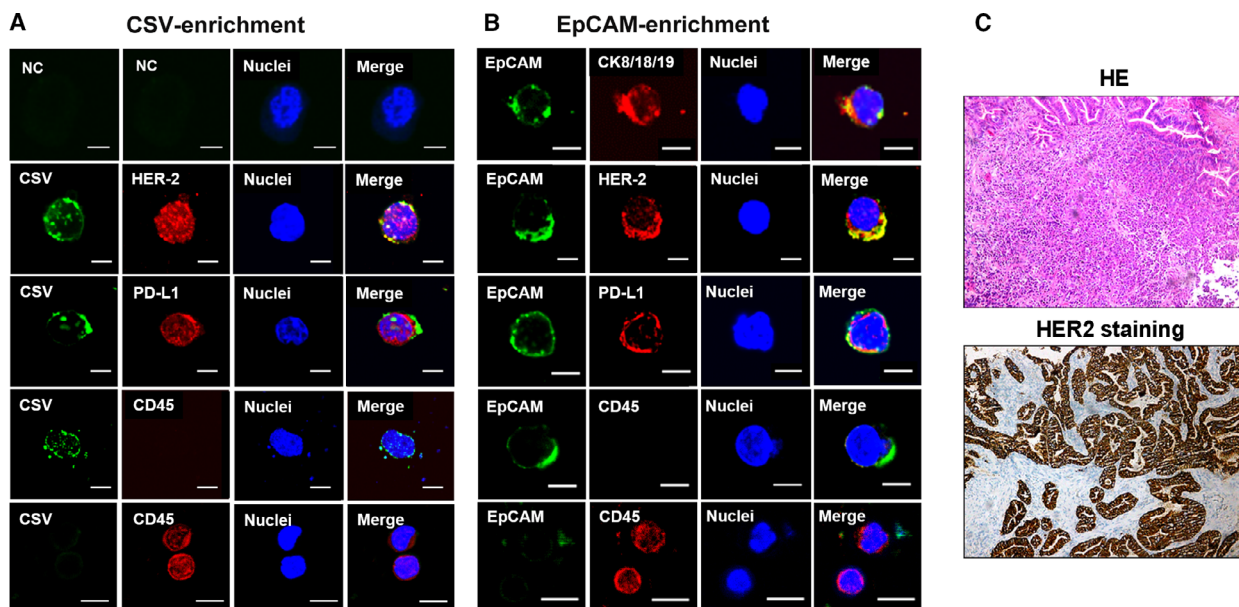 A
CSV-enrichment
NC
NC
Nuclei
Merge
CSV
HER-2
Nuclei
Merge
CSV
PD-L1
Nuclei
Merge
CSV
CD45
Nuclei
Merge
CSV
CD45
Nuclei
Merge
B
EpCAM-enrichment
EpCAM
CK8/18/19
Nuclei
Merge
EpCAM
HER-2
Nuclei
Merge
EpCAM
PD-L1
Nuclei
Merge
EpCAM
CD45
Nuclei
Merge
EpCAM
CD45
Nuclei
Merge
C
HE
HER2 staining